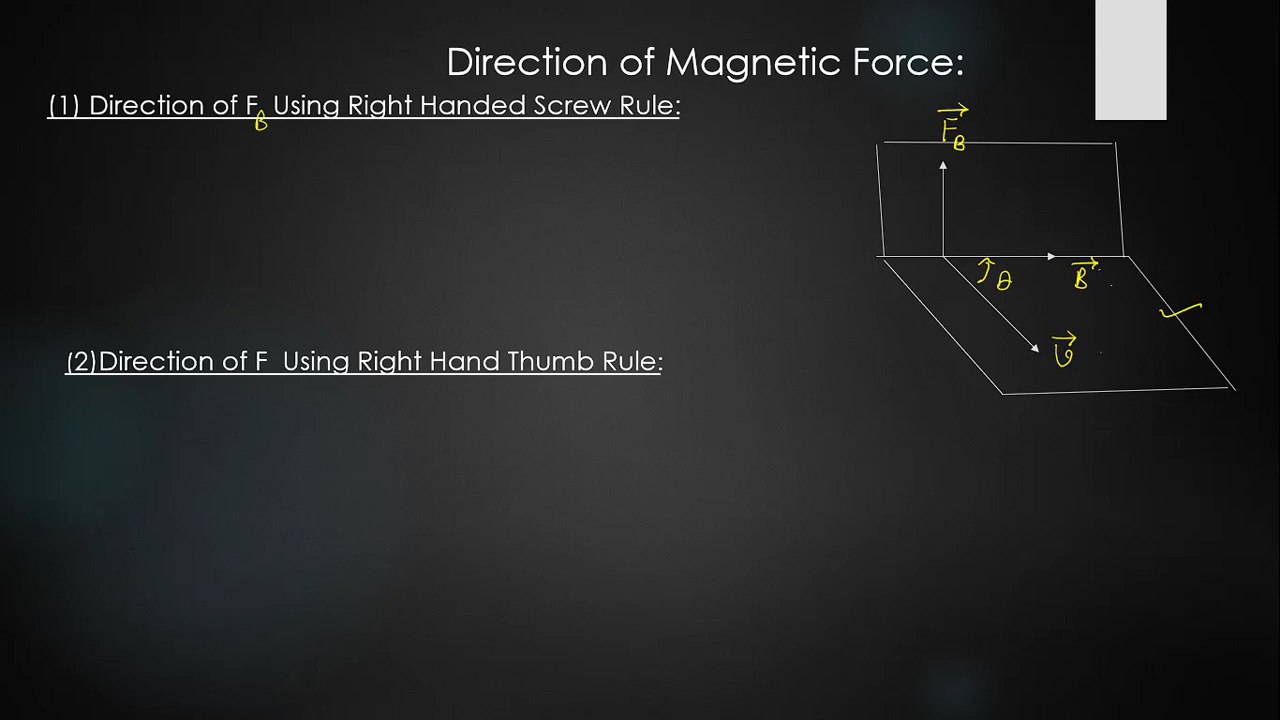 Direction of Magnetic Force:
(1) Direction of F_B Using Right Handed Screw Rule:
F_B
B
θ
v
(2)Direction of F Using Right Hand Thumb Rule: